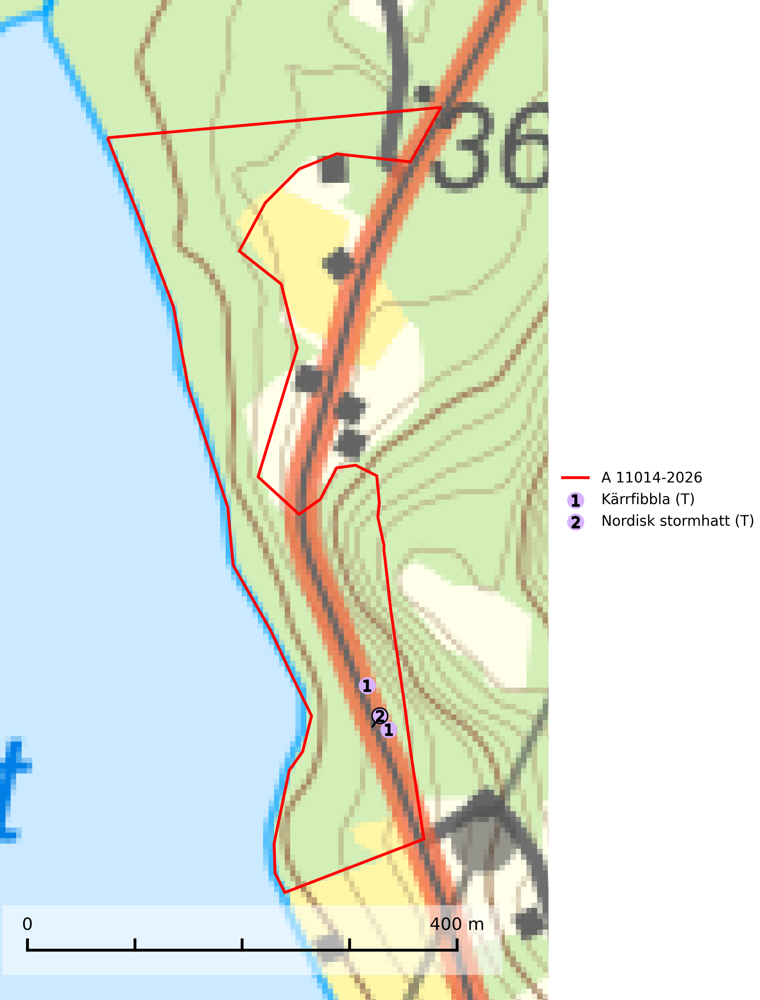 36
t
1
2
1
0
400 m
A 11014-2026
1 Kärrfibbla (T)
2 Nordisk stormhatt (T)